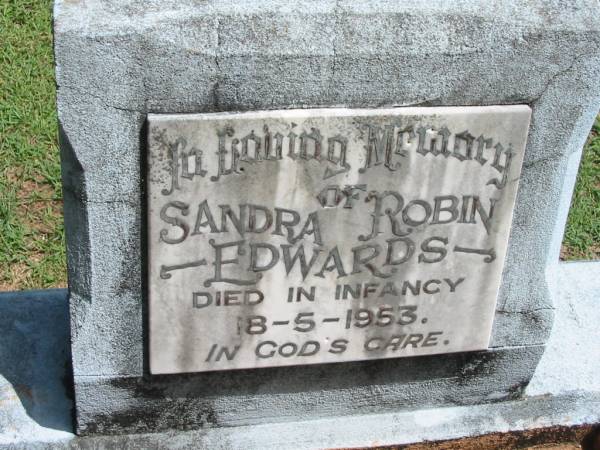 In Loving Memory
of
SANDRA ROBIN
EDWARDS
DIED IN INFANCY
18-5-1953.
IN GOD'S CARE.